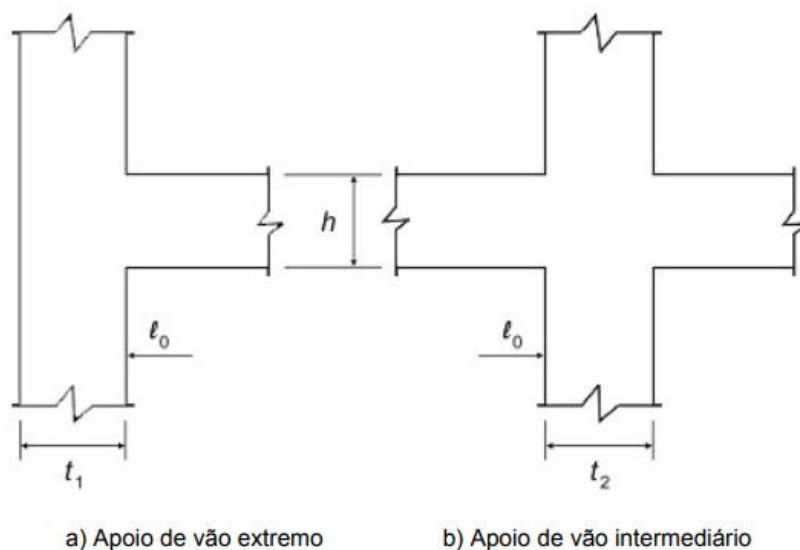 h
ℓ0
ℓ0
t1
t2
a) Apoio de vão extremo
b) Apoio de vão intermediário